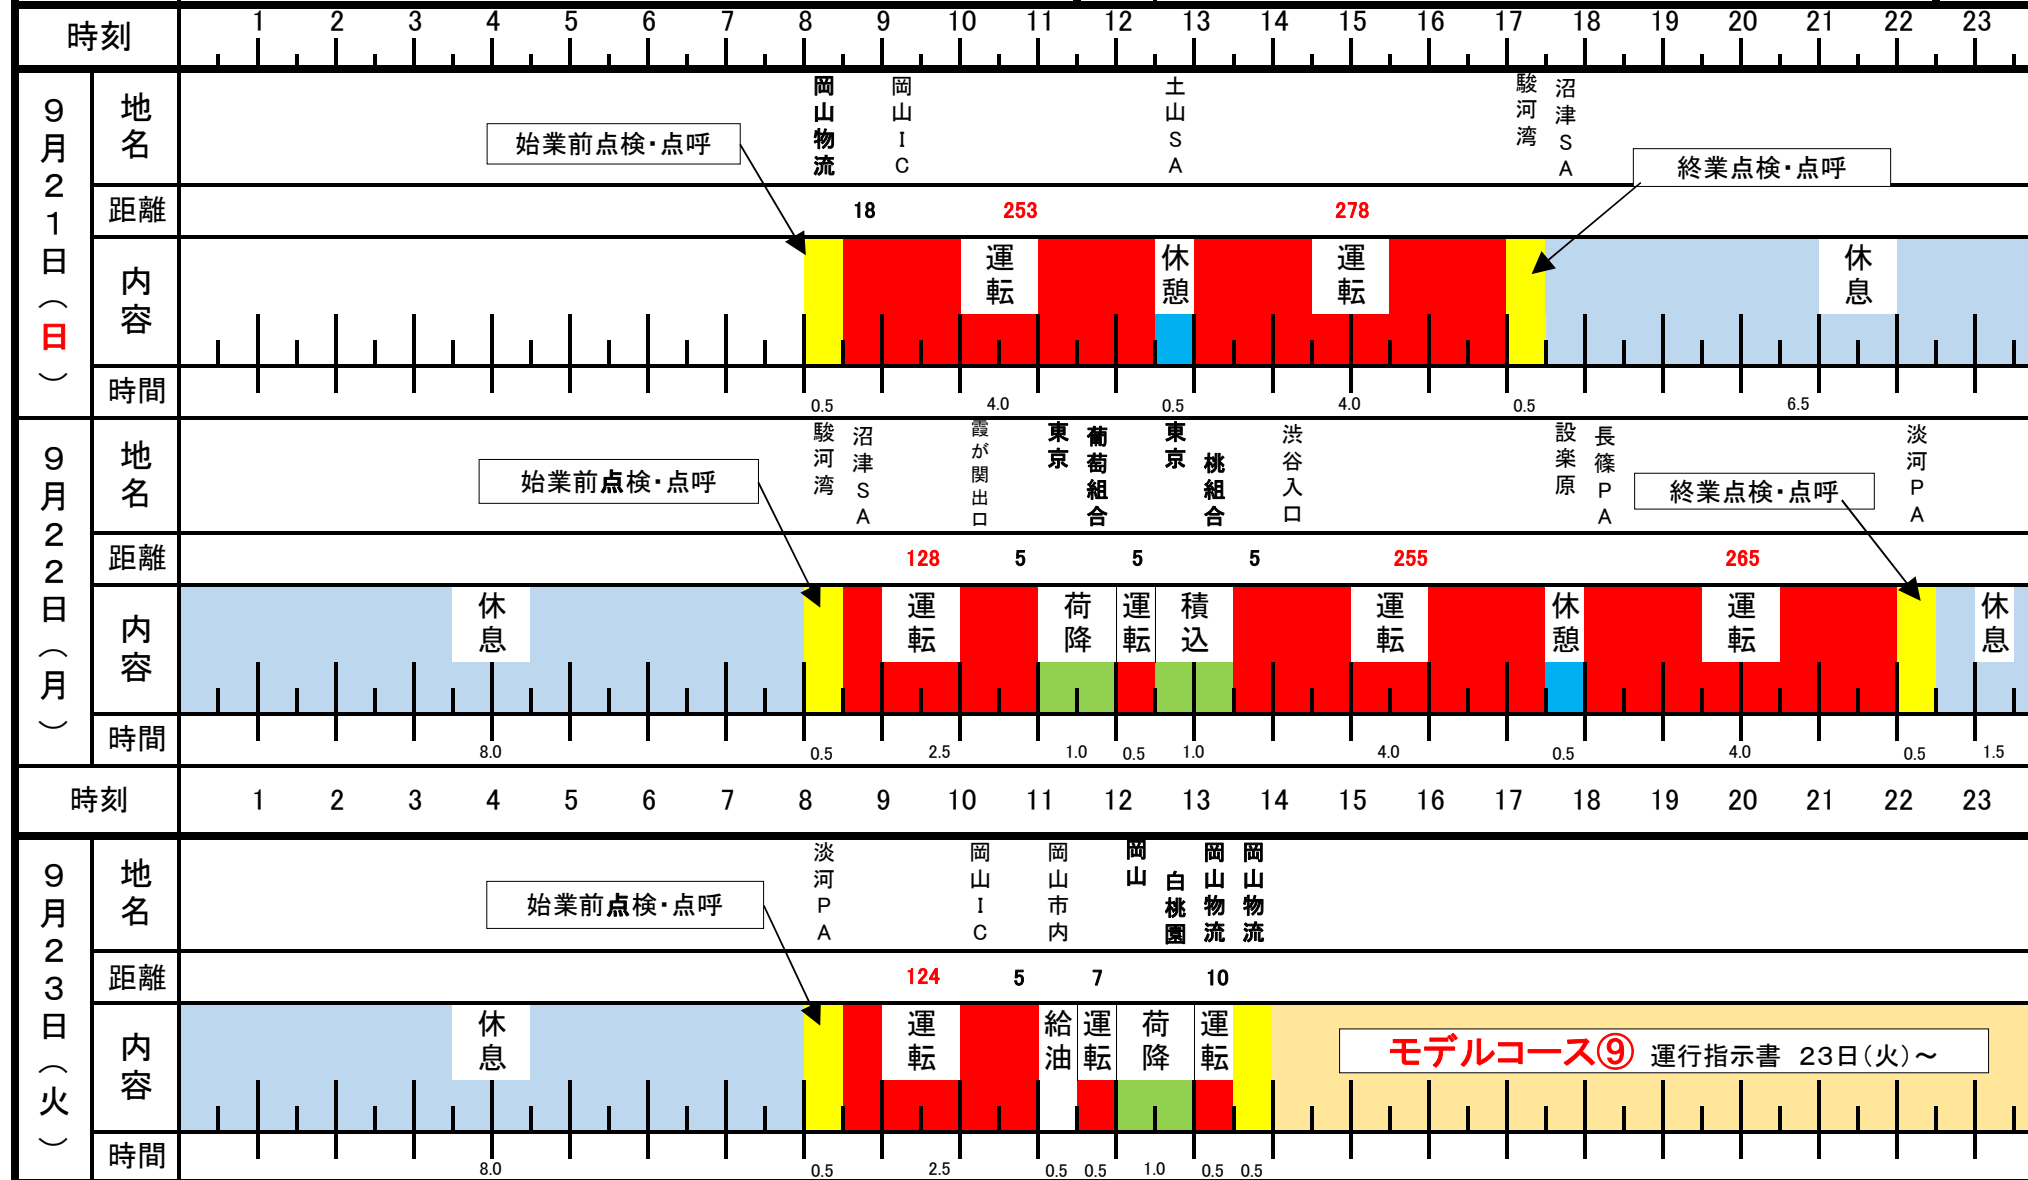 時刻 1 2 3 4 5 6 7 8 9 10 11 12 13 14 15 16 17 18 19 20 21 22 23
9月21日(日)
地名
岡山物流
岡山IC
土山SA
駿河湾
沼津SA
始業前点検・点呼
終業点検・点呼
距離 18 253 278
内容 運転 休憩 運転 休息
時間 0.5 4.0 0.5 4.0 0.5 6.5
9月22日(月)
地名
駿河湾
沼津SA
霞が関出口
東京
葡萄組合
東京
桃組合
渋谷入口
設楽原
長篠PA
淡河PA
始業前点検・点呼
終業点検・点呼
距離 128 5 5 5 255 265
内容 休息 運転 荷降 運転 積込 運転 休憩 運転 休息
時間 8.0 0.5 2.5 1.0 0.5 1.0 4.0 0.5 4.0 0.5 1.5
時刻 1 2 3 4 5 6 7 8 9 10 11 12 13 14 15 16 17 18 19 20 21 22 23
9月23日(火)
地名
淡河PA
岡山IC
岡山市内
岡山
白桃園
岡山物流
岡山物流
始業前点検・点呼
距離 124 5 7 10
内容 休息 運転 給油 運転 荷降 運転
モデルコース⑨ 運行指示書 23日(火)~
時間 8.0 0.5 2.5 0.5 0.5 1.0 0.5 0.5